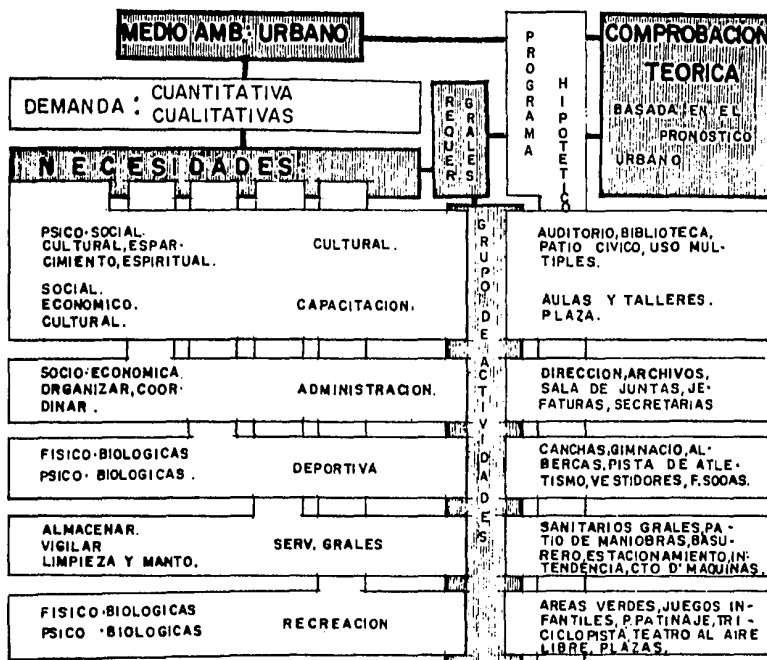 MEDIO AMB: URBANO
DEMANDA : CUANTITATIVA
CUALITATIVAS
NECESIDADES
REQUER
GRALES
PROGRAMA
HIPOTETICO
COMPROBACION
TEORICA
BASADA EN EL
PRONÓSTICO
URBANO
GRUPO DE ACTIVIDADES
PSICO-SOCIAL.
CULTURAL, ESPAR-
CIMIENTO, ESPIRITUAL.
CULTURAL.
AUDITORIO, BIBLIOTECA,
PATIO CIVICO, USO MUL-
TIPLES.
SOCIAL.
ECONOMICO.
CULTURAL.
CAPACITACION.
AULAS Y TALLERES.
PLAZA.
SOCIO-ECONOMICA.
ORGANIZAR, COOR-
DINAR.
ADMINISTRACION.
DIRECCION, ARCHIVOS,
SALA DE JUNTAS, JE-
FATURAS, SECRETARIAS
FISICO-BIOLOGICAS
PSICO-BIOLOGICAS.
DEPORTIVA
CANCHAS, GIMNACIO, AL-
BERCAS, PISTA DE ATLE-
TISMO, VESTIDORES, F. SODAS.
ALMACENAR.
VIGILAR
LIMPIEZA Y MANTO.
SERV. GRALES
SANITARIOS GRALES, PA-
TIO DE MANIOBRAS, BASU-
RERO, ESTACIONAMIENTO, IN-
TENDENCIA, CTO D' MAQUINAS.
FISICO-BIOLOGICAS
PSICO-BIOLOGICAS
RECREACION
AREAS VERDES, JUEGOS IN-
FANTILES, P. PATINAJE, TRI-
CICLOPISTA, TEATRO AL AIRE
LIBRE, PLAZAS.